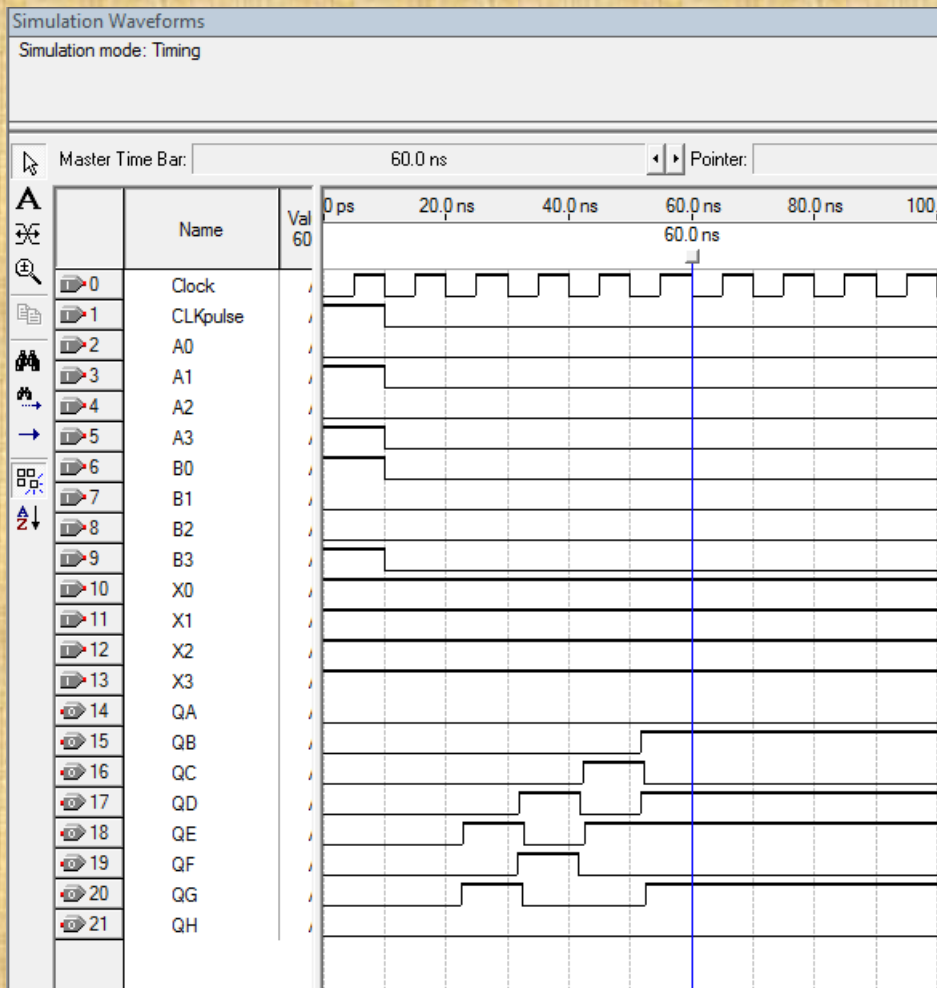 Simulation Waveforms
Simulation mode: Timing
Master Time Bar: 60.0 ns Pointer:
Name Val 60
0 ps 20.0 ns 40.0 ns 60.0 ns 80.0 ns 100.
60.0 ns
0 Clock A
1 CLKpulse A
2 A0 A
3 A1 A
4 A2 A
5 A3 A
6 B0 A
7 B1 A
8 B2 A
9 B3 A
10 X0 A
11 X1 A
12 X2 A
13 X3 A
14 QA A
15 QB A
16 QC A
17 QD A
18 QE A
19 QF A
20 QG A
21 QH A